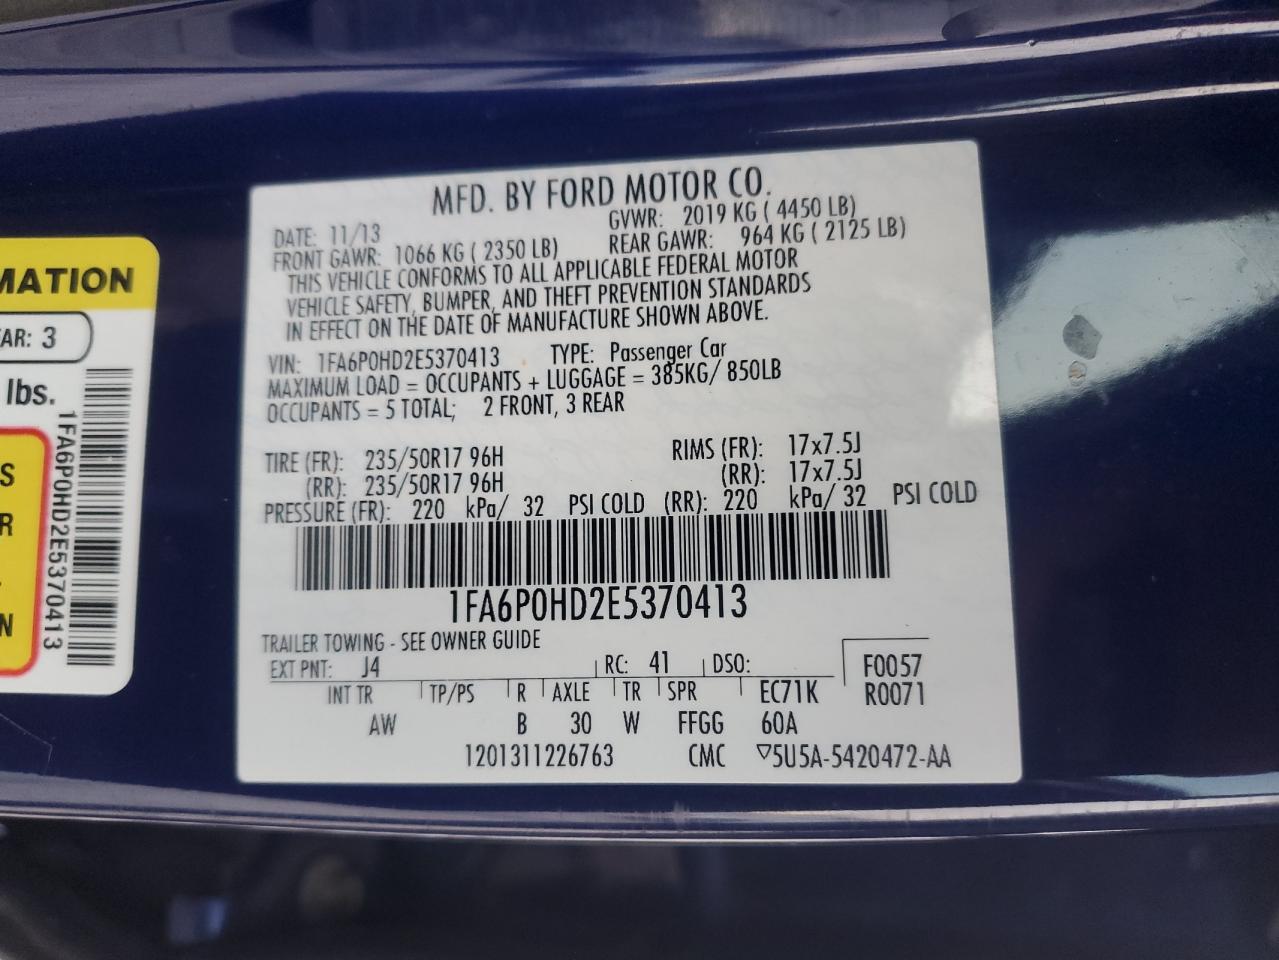 MFD. BY FORD MOTOR CO.
DATE: 11/13 GVWR: 2019 KG ( 4450 LB)
FRONT GAWR: 1066 KG ( 2350 LB) REAR GAWR: 964 KG ( 2125 LB)
THIS VEHICLE CONFORMS TO ALL APPLICABLE FEDERAL MOTOR
VEHICLE SAFETY, BUMPER, AND THEFT PREVENTION STANDARDS
IN EFFECT ON THE DATE OF MANUFACTURE SHOWN ABOVE.
VIN: 1FA6P0HD2E5370413 TYPE: Passenger Car
MAXIMUM LOAD = OCCUPANTS + LUGGAGE = 385KG/ 850LB
OCCUPANTS = 5 TOTAL; 2 FRONT, 3 REAR
TIRE (FR): 235/50R17 96H RIMS (FR): 17x7.5J
(RR): 235/50R17 96H (RR): 17x7.5J
PRESSURE (FR): 220 kPa/ 32 PSI COLD (RR): 220 kPa/ 32 PSI COLD
1FA6P0HD2E5370413
TRAILER TOWING - SEE OWNER GUIDE
EXT PNT: J4 RC: 41 DSO: F0057
INT TR TP/PS R AXLE TR SPR EC71K R0071
AW B 30 W FFGG 60A
1201311226763 CMC ▽5U5A-5420472-AA
MATION
AR: 3
lbs.
1FA6P0HD2E5370413
S
R
N